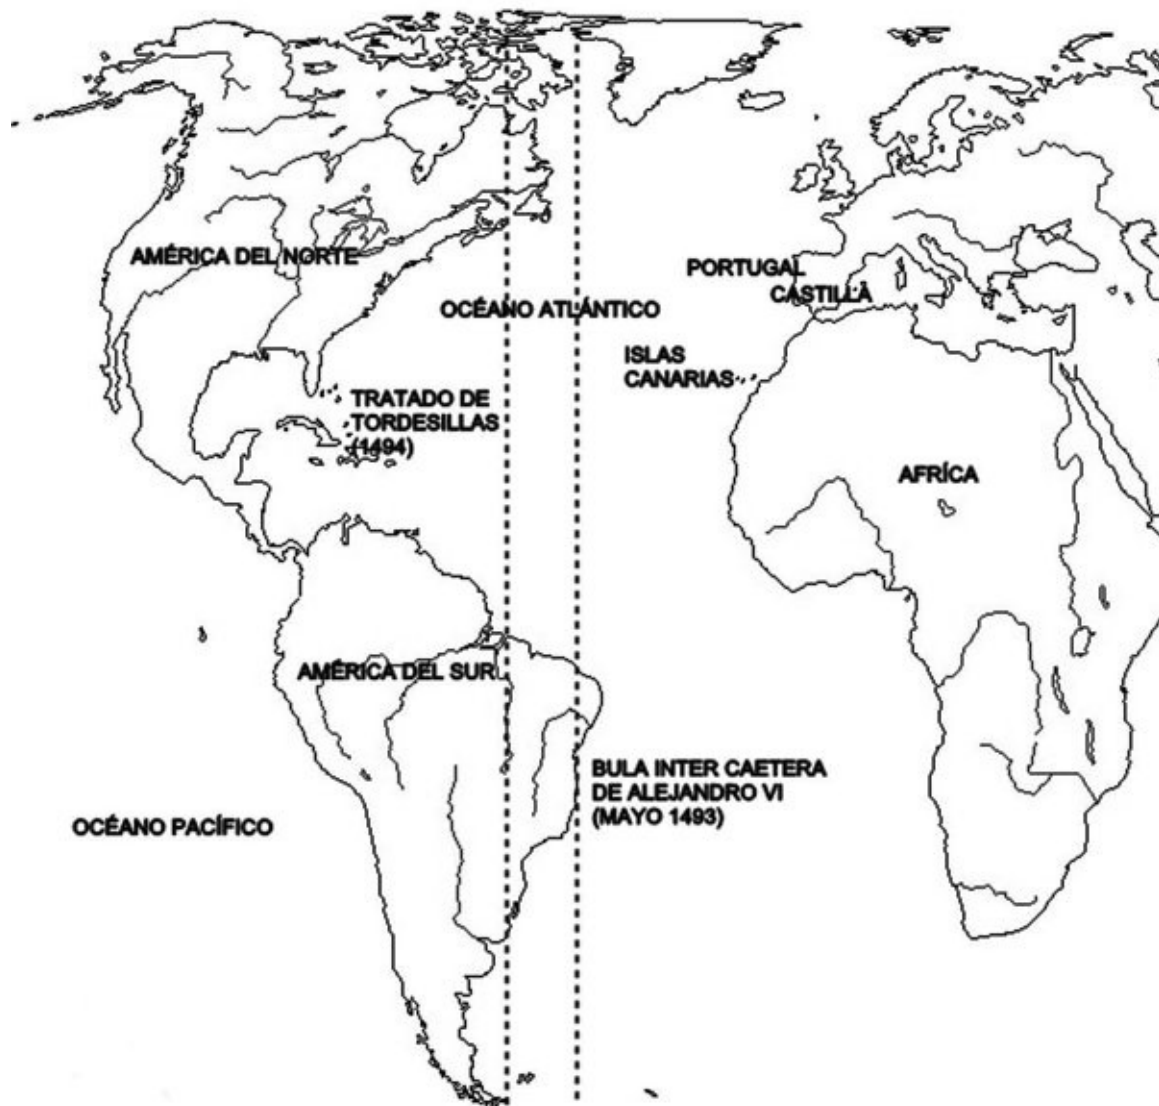 AMÉRICA DEL NORTE
PORTUGAL
CASTILLA
OCÉANO ATLÁNTICO
ISLAS
CANARIAS
TRATADO DE
TORDESILLAS
(1494)
AFRÍCA
AMÉRICA DEL SUR
BULA INTER CAETERA
DE ALEJANDRO VI
(MAYO 1493)
OCÉANO PACÍFICO